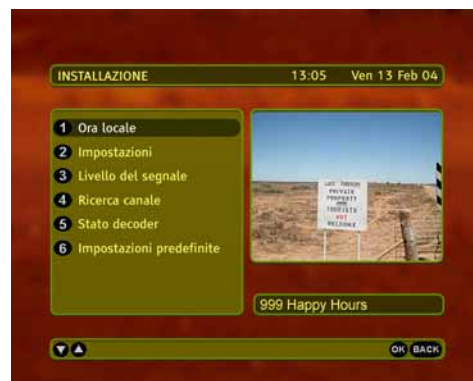 INSTALLAZIONE 13:05 Ven 13 Feb 04
1 Ora locale
2 Impostazioni
3 Livello del segnale
4 Ricerca canale
5 Stato decoder
6 Impostazioni predefinite
PRIVATE
PROPERTY
TOURISTS
NOT
WELCOME
999 Happy Hours
OK BACK